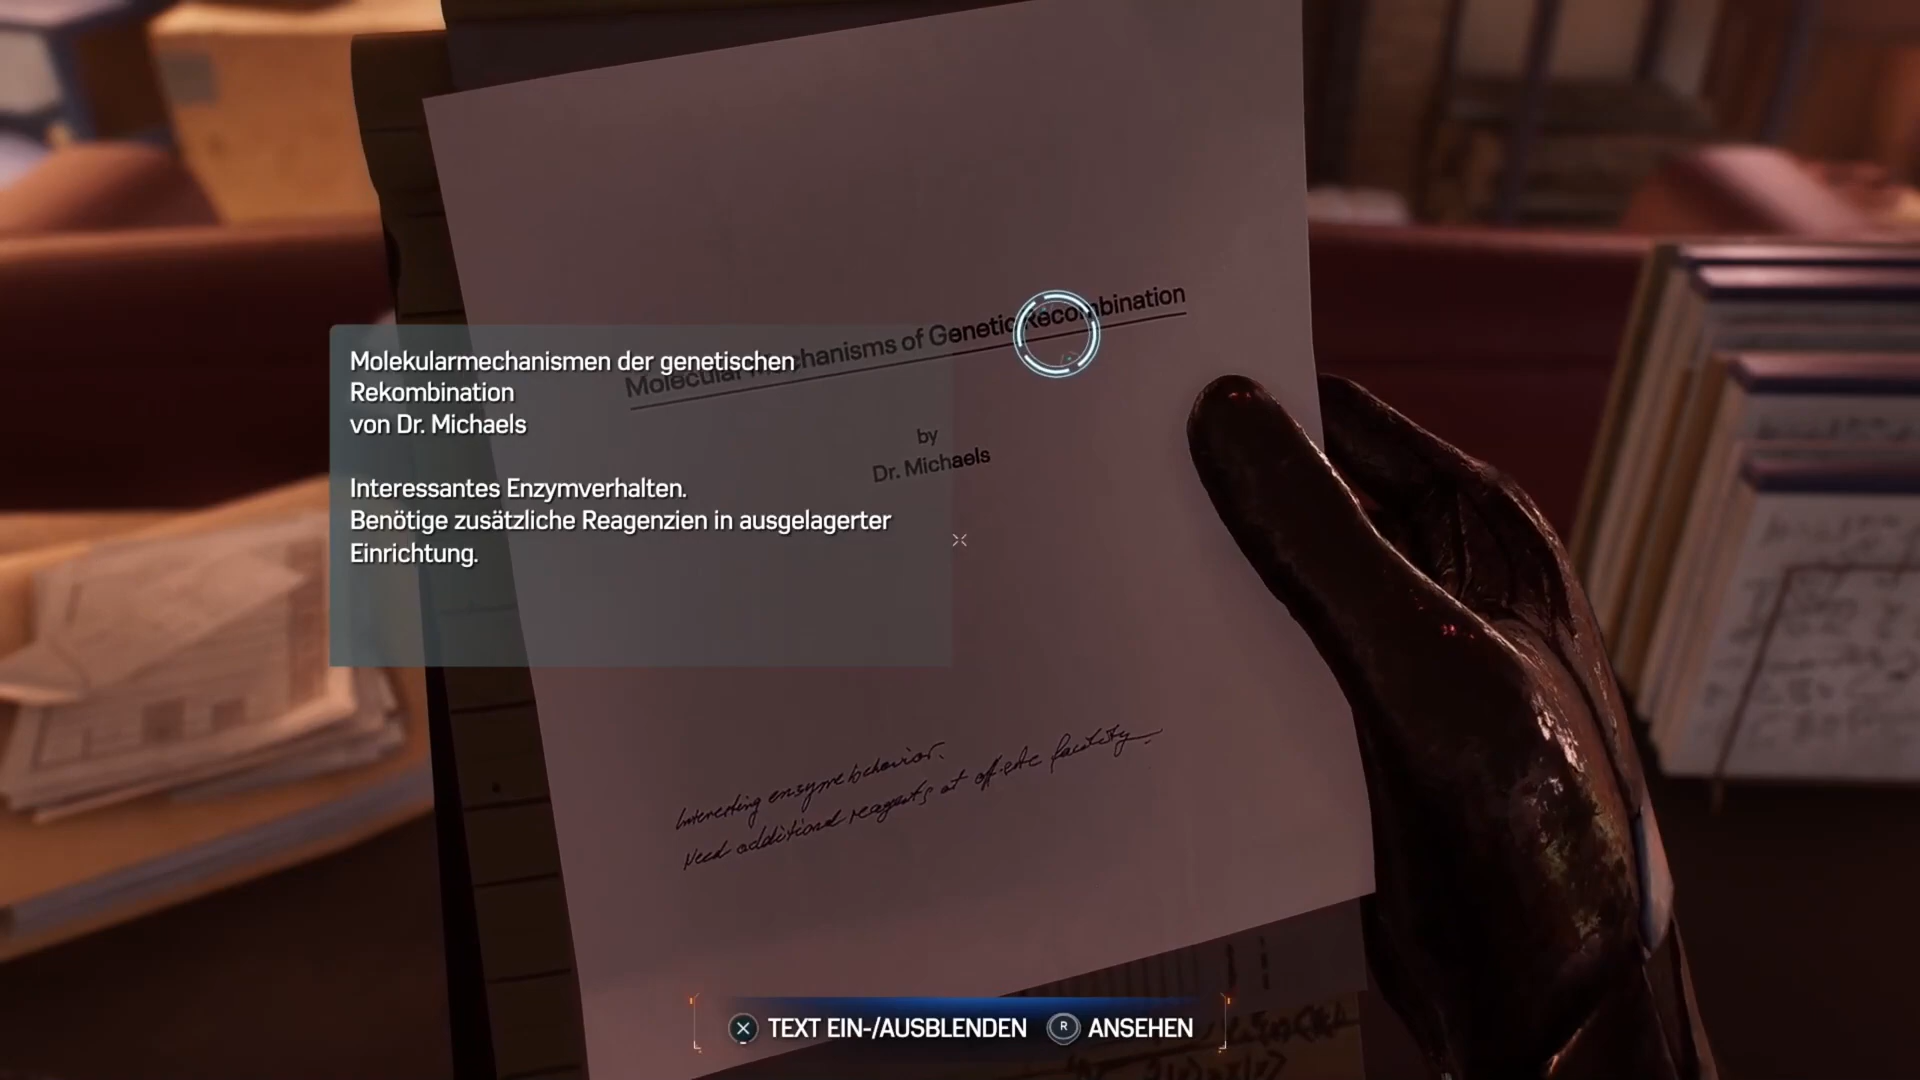 Molecular Mechanisms of Genetic Recombination
by
Dr. Michaels
Molekularmechanismen der genetischen
Rekombination
von Dr. Michaels
Interessantes Enzymverhalten.
Benötige zusätzliche Reagenzien in ausgelagerter
Einrichtung.
Interesting enzyme behavior.
Need additional reagents at off-site facility
TEXT EIN-/AUSBLENDEN R ANSEHEN